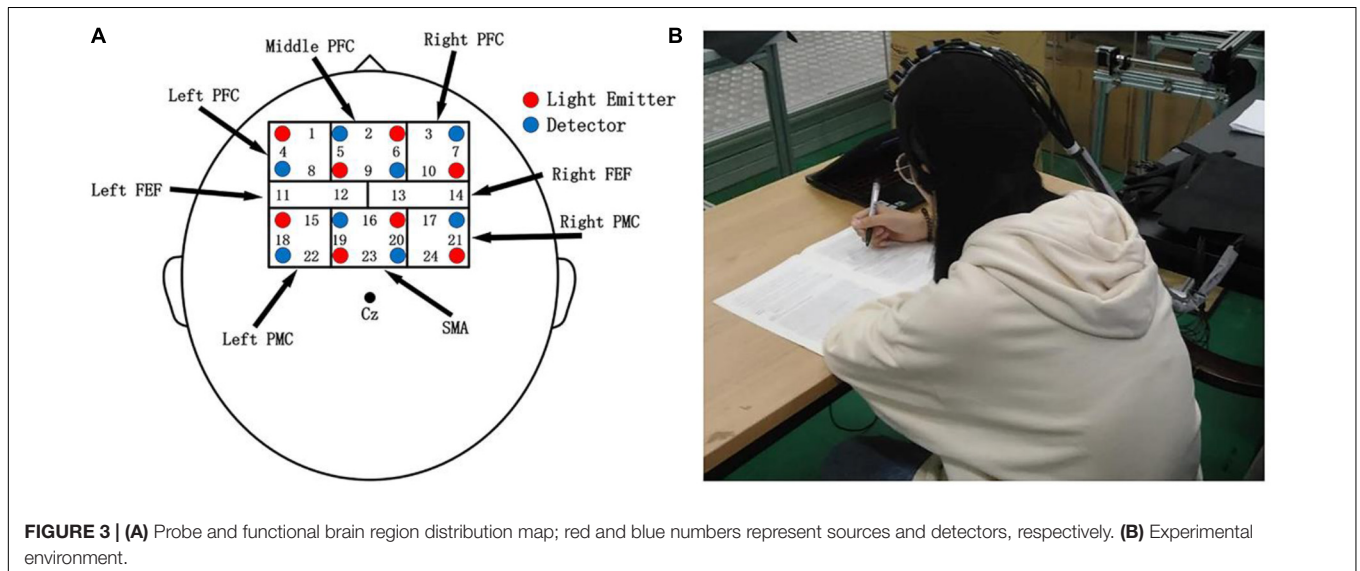 A
B
Middle PFC
Right PFC
Left PFC
Light Emitter
Detector
1 2 3
4 5 6 7
8 9 10
Left FEF
Right FEF
11 12 13 14
Right PMC
15 16 17
18 19 20 21
22 23 24
Cz
SMA
Left PMC
FIGURE 3 | (A) Probe and functional brain region distribution map; red and blue numbers represent sources and detectors, respectively. (B) Experimental
environment.